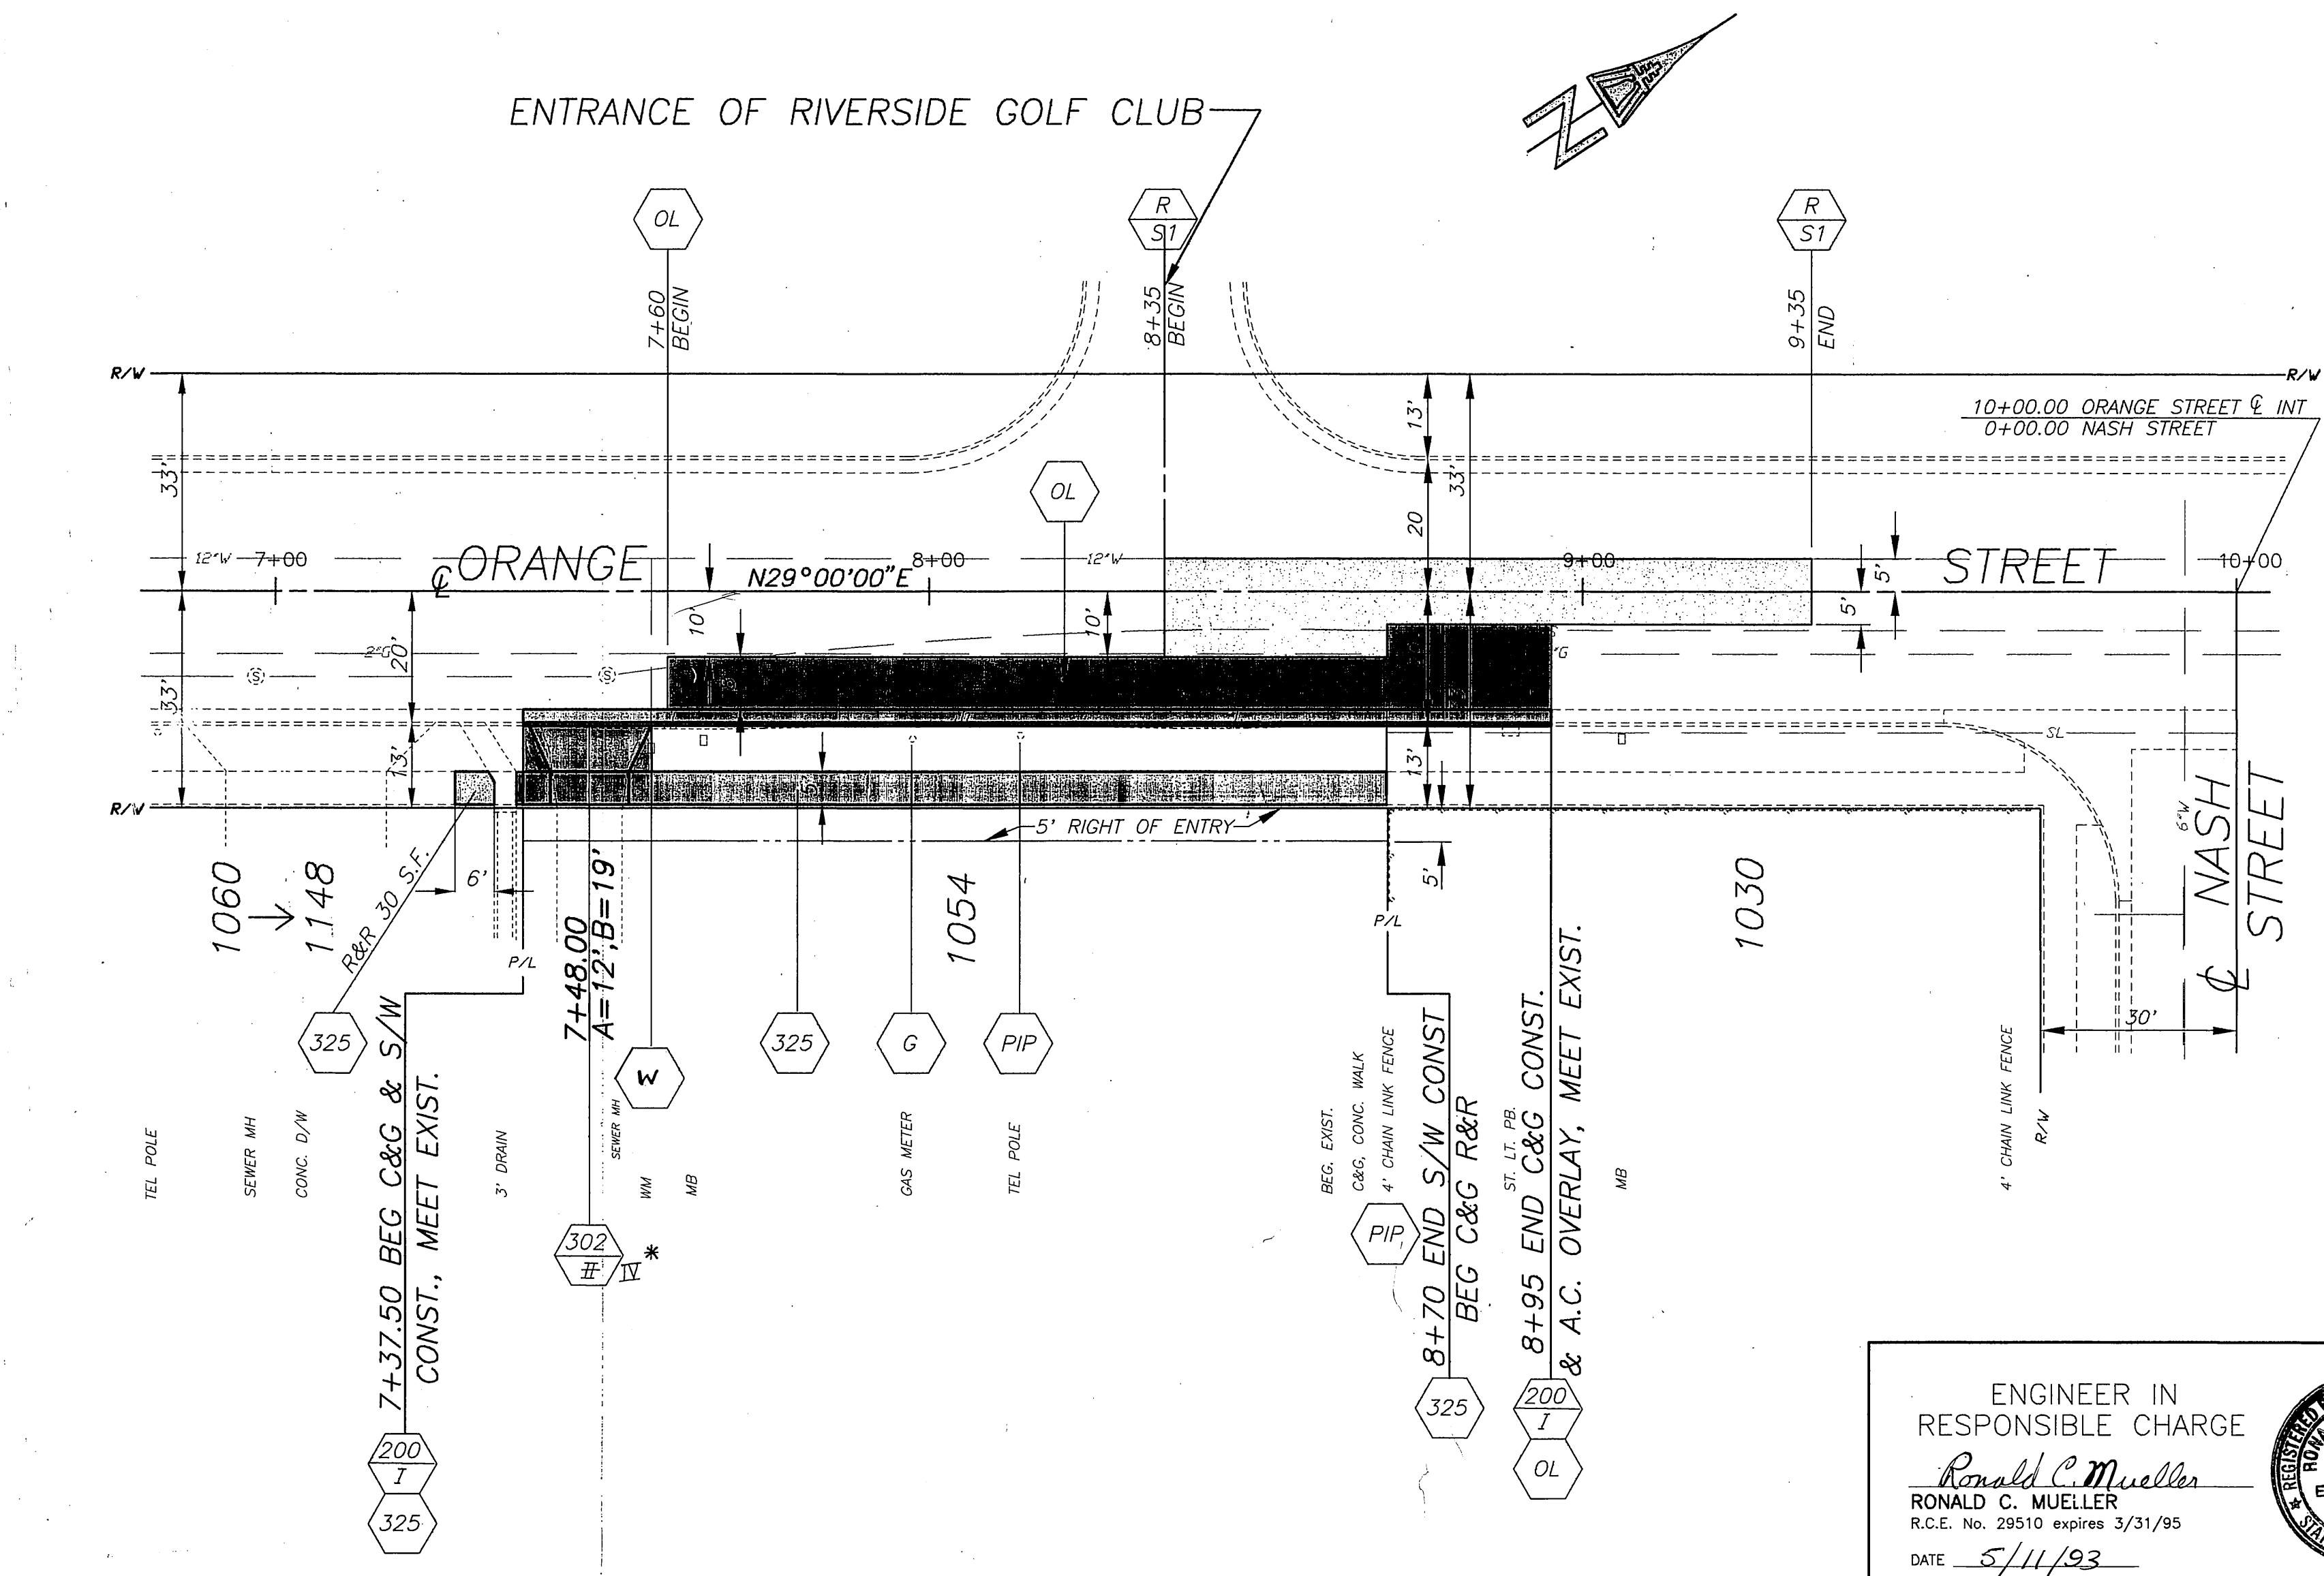 ENTRANCE OF RIVERSIDE GOLF CLUB
N
OL
R
S1
R
S1
7+60
BEGIN
8+35
BEGIN
9+35
END
R/W
R/W
10+00.00 ORANGE STREET ℄ INT
0+00.00 NASH STREET
33'
13'
33'
20
OL
12"W
7+00
℄ ORANGE
N29°00'00"E
8+00
12"W
9+00
STREET
10+00
5'
5'
10'
10'
2"G
20'
33'
13'
S
S
"G
13'
SL
5'
R/W
5' RIGHT OF ENTRY
6'
5'
6"W
℄ NASH
STREET
1060
1148
R&R 30 S.F.
7+48.00
A=12',B=19'
1054
1030
P/L
P/L
30'
325
W
325
G
PIP
TEL POLE
SEWER MH
CONC. D/W
7+37.50 BEG C&G & S/W
CONST., MEET EXIST.
3' DRAIN
SEWER MH
WM
MB
GAS METER
TEL POLE
BEG. EXIST.
C&G, CONC. WALK
4' CHAIN LINK FENCE
8+70 END S/W CONST
BEG C&G R&R
ST. LT. PB.
8+95 END C&G CONST.
& A.C. OVERLAY, MEET EXIST.
MB
4' CHAIN LINK FENCE
R/W
302
II IV *
PIP
325
200
I
OL
200
I
325
ENGINEER IN
RESPONSIBLE CHARGE
Ronald C. Mueller
RONALD C. MUELLER
R.C.E. No. 29510 expires 3/31/95
DATE 5/11/93
REGISTERED